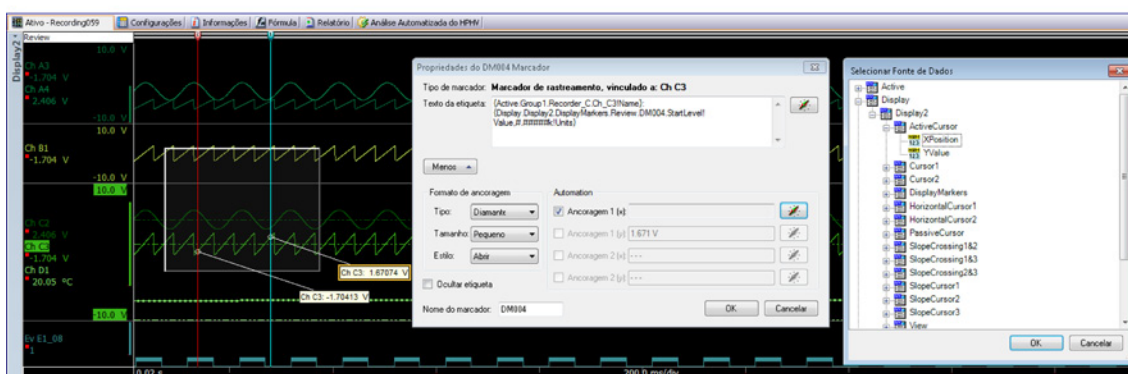 Ativo - Recording059
Configurações
Informações
Fórmula
Relatório
Análise Automatizada do HPHV
Display2
Review
10.0 V
Ch A3
-1.704 V
Ch A4
2.406 V
-10.0 V
10.0 V
Ch B1
-1.704 V
-10.0 V
10.0 V
Ch C2
2.406 V
Ch C3
-1.704 V
Ch D1
20.05 ºC
-10.0 V
Ev E1_08
1
0.02 s
200.0 ms/div
Ch C3: 1.67074 V
Ch C3: -1.70413 V
Propriedades do DM004 Marcador
Tipo de marcador: Marcador de rastreamento, vinculado a: Ch C3
Texto da etiqueta:
{Active.Group1.Recorder_C.Ch_C3!Name}:
{Display.Display2.DisplayMarkers.Review.DM004.StartLevel!
Menos
Formato de ancoragem
Tipo: Diamante
Tamanho: Pequeno
Estilo: Abrir
Ocultar etiqueta
Automation
Ancoragem 1 (x):
Ancoragem 1 (y): 1.671 V
Ancoragem 2 (x): ---
Ancoragem 2 (y): ---
Nome do marcador: DM004
OK
Cancelar
Selecionar Fonte de Dados
Active
Display
Display2
ActiveCursor
XPosition
YValue
Cursor1
Cursor2
DisplayMarkers
HorizontalCursor1
HorizontalCursor2
PassiveCursor
SlopeCrossing1&2
SlopeCrossing1&3
SlopeCrossing2&3
SlopeCursor1
SlopeCursor2
SlopeCursor3
View
OK
Cancelar